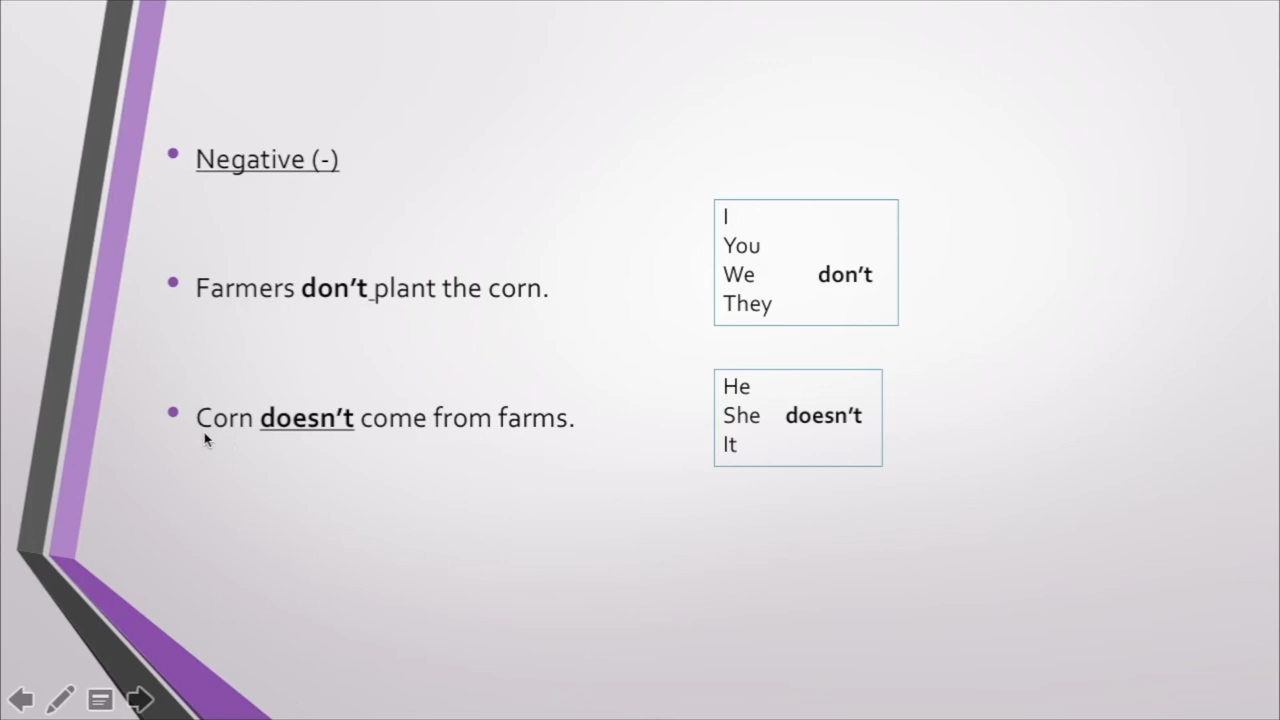 Negative (-)
Farmers don't plant the corn.
Corn doesn't come from farms.
I
You
We don't
They
He
She doesn't
It